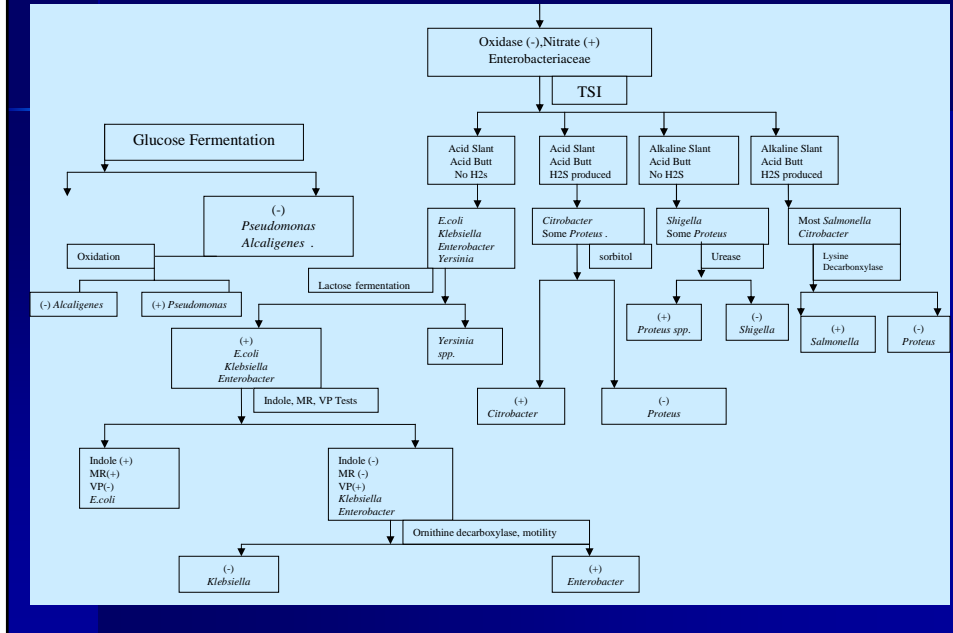 Oxidase (-),Nitrate (+)
Enterobacteriaceae
TSI
Glucose Fermentation
Acid Slant
Acid Butt
No H2s
Acid Slant
Acid Butt
H2S produced
Alkaline Slant
Acid Butt
No H2S
Alkaline Slant
Acid Butt
H2S produced
(-)
Pseudomonas
Alcaligenes .
E.coli
Klebsiella
Enterobacter
Yersinia
Citrobacter
Some Proteus .
Shigella
Some Proteus
Most Salmonella
Citrobacter
Oxidation
sorbitol
Urease
Lysine
Decarbonxylase
Lactose fermentation
(-) Alcaligenes
(+) Pseudomonas
(+)
Proteus spp.
(-)
Shigella
(+)
Salmonella
(-)
Proteus
(+)
E.coli
Klebsiella
Enterobacter
Yersinia
spp.
Indole, MR, VP Tests
(+)
Citrobacter
(-)
Proteus
Indole (+)
MR(+)
VP(-)
E.coli
Indole (-)
MR (-)
VP(+)
Klebsiella
Enterobacter
Ornithine decarboxylase, motility
(-)
Klebsiella
(+)
Enterobacter